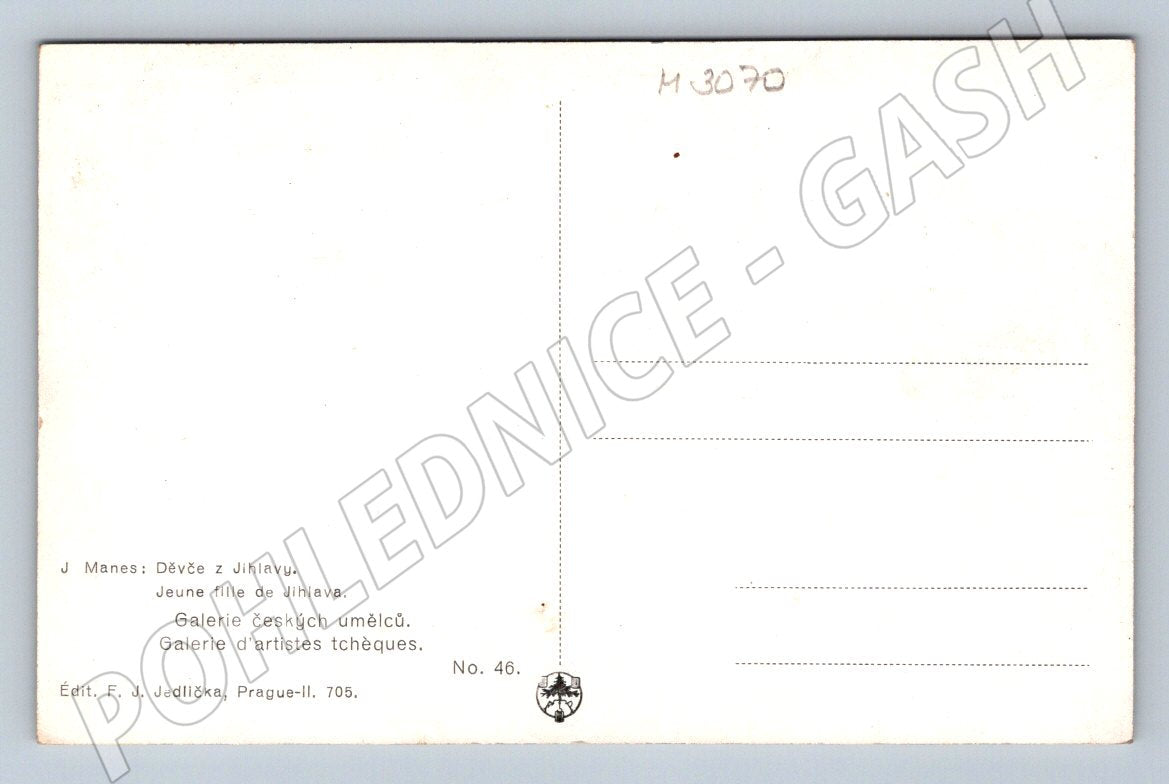 M 3070
POHLEDNICE - GASH
J Manes: Děvče z Jihlavy.
Jeune fille de Jihlava.
Galerie českých umělců.
Galerie d'artistes tchèques.
No. 46.
Édit. F. J. Jedlička, Prague-II. 705.